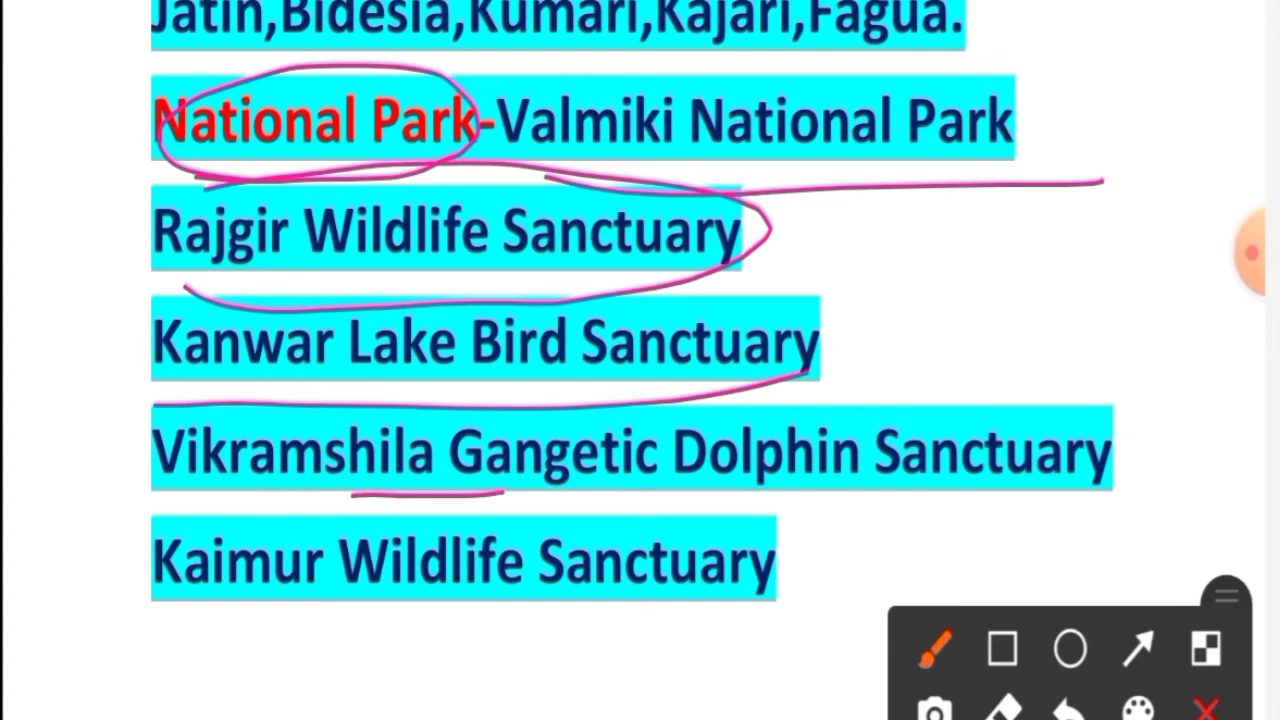 Jatin,Bidesia,Kumari,Kajari,Fagua.
National Park-Valmiki National Park
Rajgir Wildlife Sanctuary
Kanwar Lake Bird Sanctuary
Vikramshila Gangetic Dolphin Sanctuary
Kaimur Wildlife Sanctuary